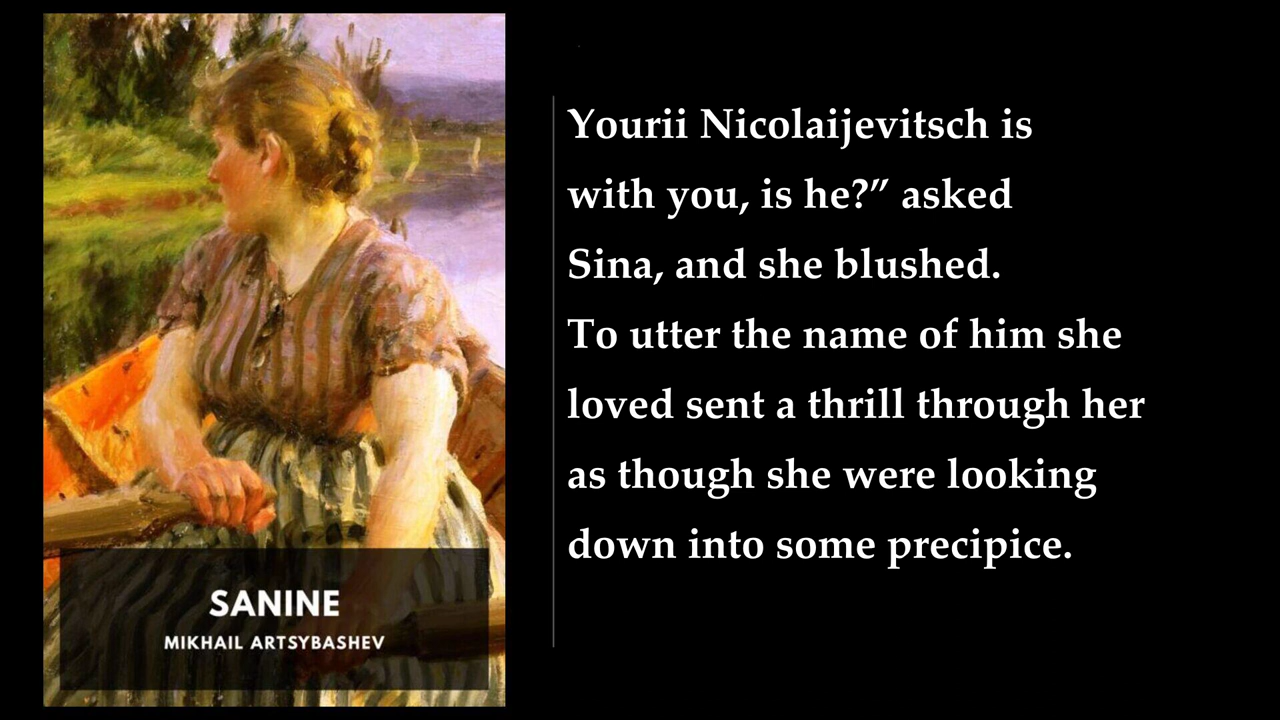 SANINE
MIKHAIL ARTSYBASHEV
Yourii Nicolaijevitsch is
with you, is he?” asked
Sina, and she blushed.
To utter the name of him she
loved sent a thrill through her
as though she were looking
down into some precipice.